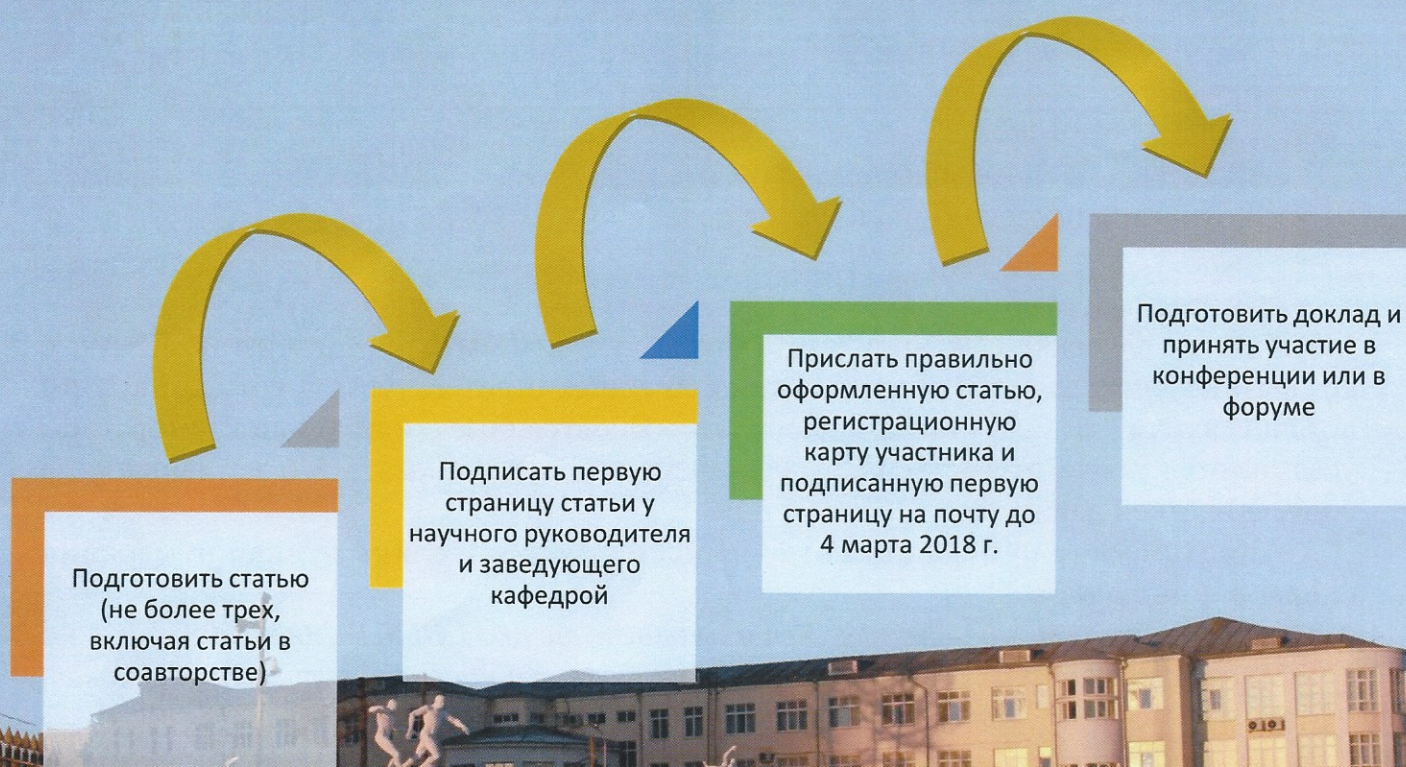 Подготовить статью
(не более трех,
включая статьи в
соавторстве)
Подписать первую
страницу статьи у
научного руководителя
и заведующего
кафедрой
Прислать правильно
оформленную статью,
регистрационную
карту участника и
подписанную первую
страницу на почту до
4 марта 2018 г.
Подготовить доклад и
принять участие в
конференции или в
форуме